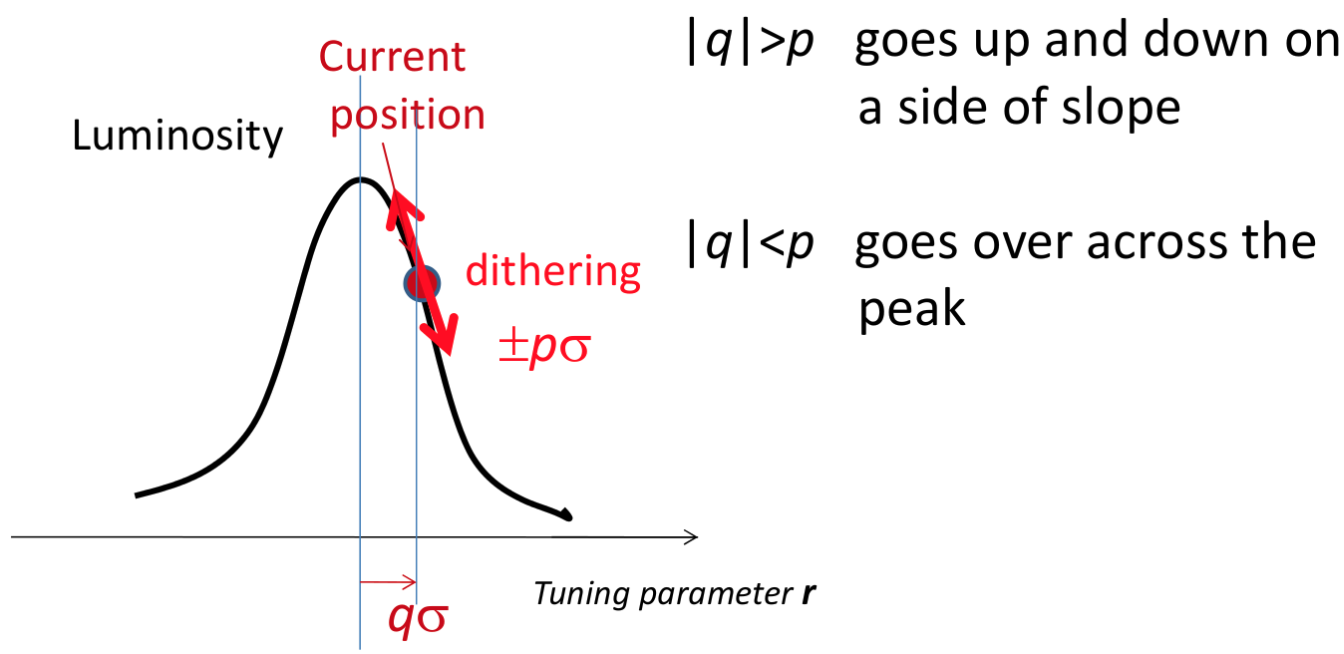 Current
position
Luminosity
dithering
±pσ
qσ
Tuning parameter r
|q|>p goes up and down on
a side of slope
|q|<p goes over across the
peak